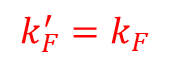 k'_F = k_F